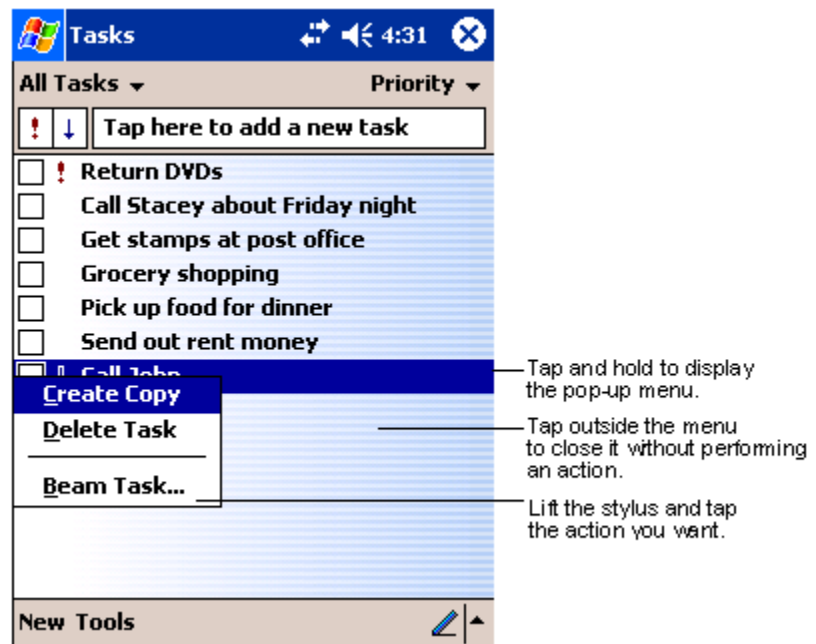 Tasks 4:31
All Tasks Priority
Tap here to add a new task
Return DVDs
Call Stacey about Friday night
Get stamps at post office
Grocery shopping
Pick up food for dinner
Send out rent money
Call John
Create Copy
Delete Task
Beam Task...
New Tools
Tap and hold to display
the pop-up menu.
Tap outside the menu
to close it without performing
an action.
Lift the stylus and tap
the action you want.